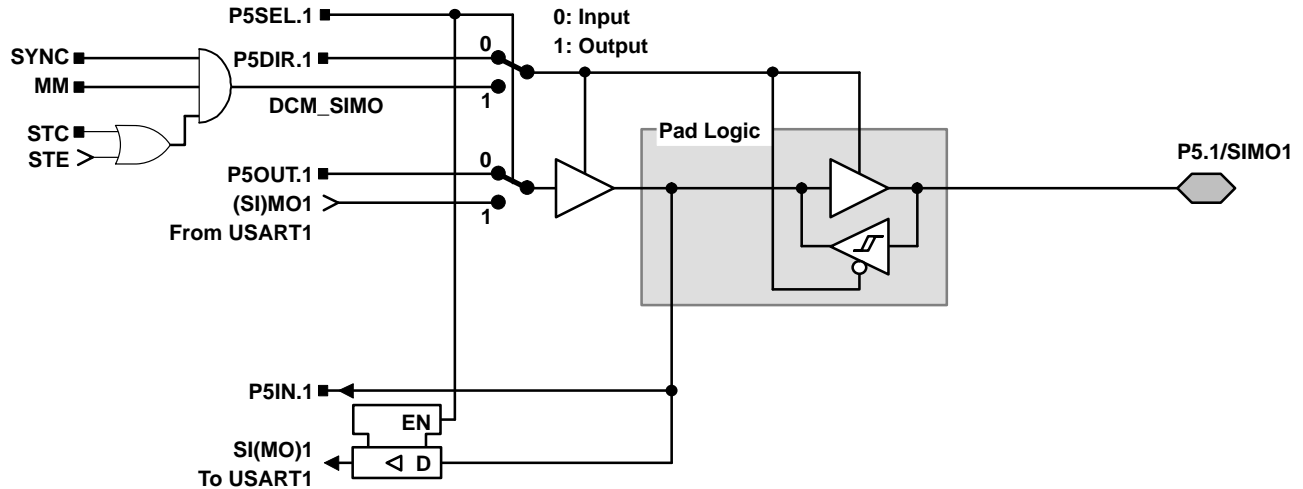 P5SEL.1
0: Input
1: Output
SYNC
MM
STC
STE
P5DIR.1
0
1
DCM_SIMO
Pad Logic
P5OUT.1
0
1
(SI)MO1
From USART1
P5.1/SIMO1
P5IN.1
EN
D
SI(MO)1
To USART1